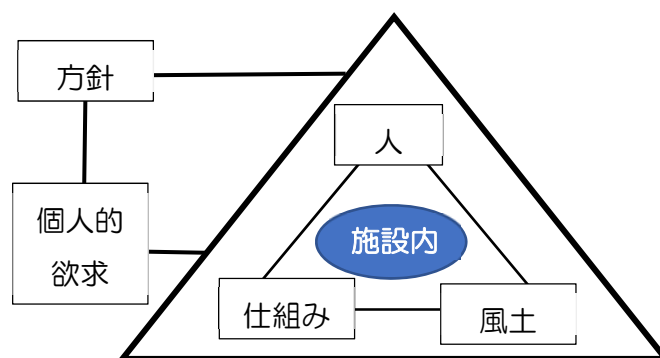 方針
人
個人的
欲求
施設内
仕組み
風土